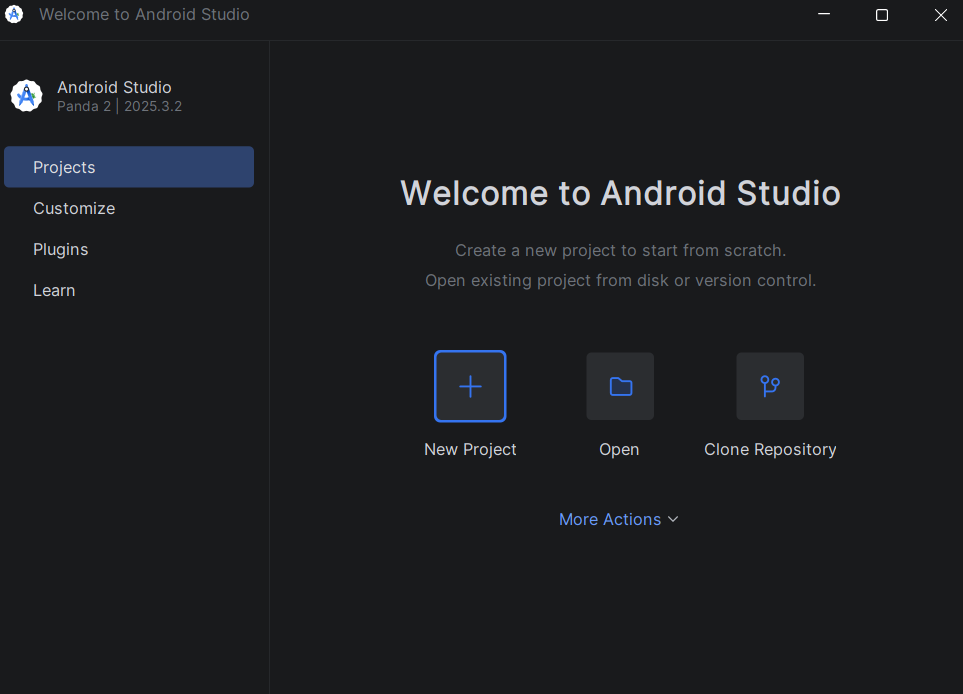 Welcome to Android Studio
Android Studio
Panda 2 | 2025.3.2
Projects
Customize
Plugins
Learn
Welcome to Android Studio
Create a new project to start from scratch.
Open existing project from disk or version control.
New Project
Open
Clone Repository
More Actions